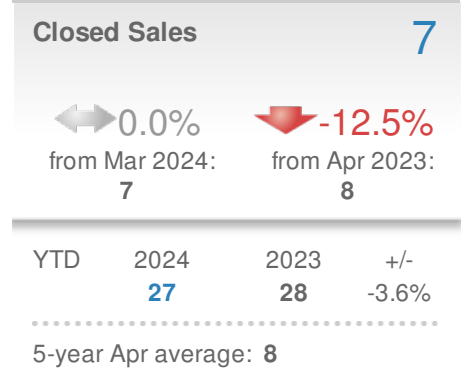 Closed Sales 7
0.0% -12.5%
from Mar 2024: from Apr 2023:
7 8
YTD 2024 2023 +/-
27 28 -3.6%
5-year Apr average: 8